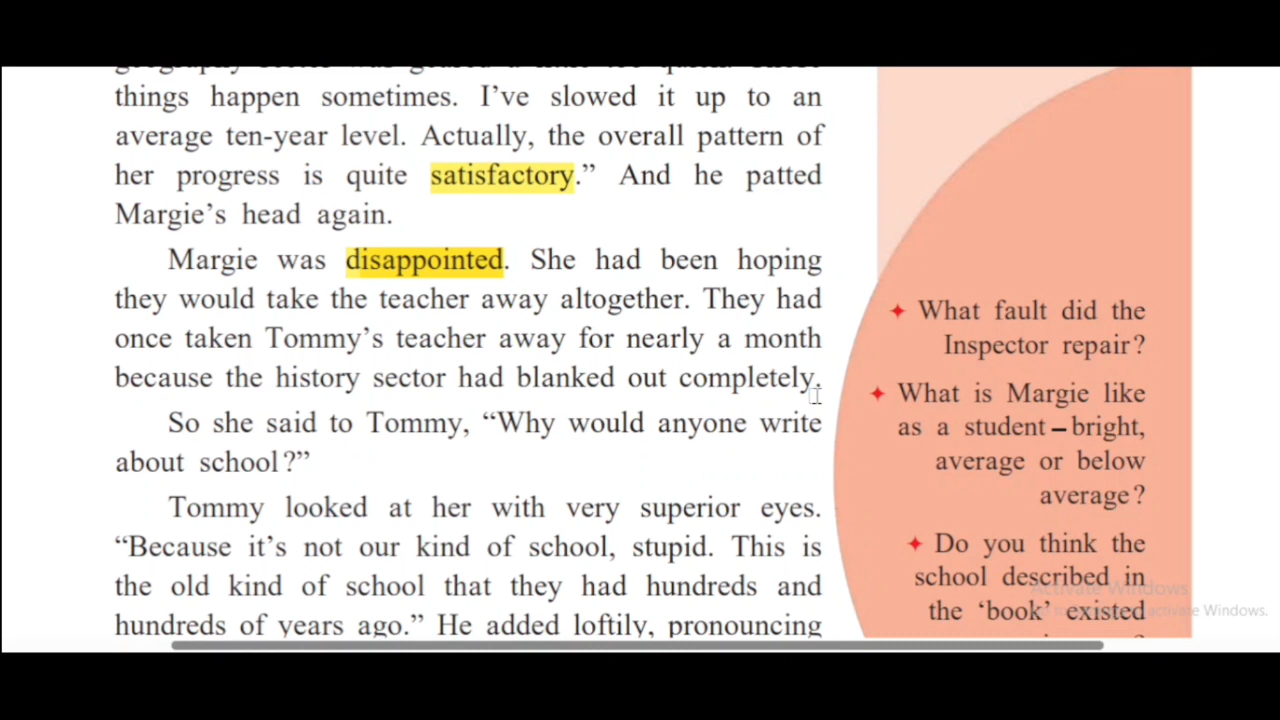 things happen sometimes. I've slowed it up to an
average ten-year level. Actually, the overall pattern of
her progress is quite satisfactory.” And he patted
Margie's head again.
Margie was disappointed. She had been hoping
they would take the teacher away altogether. They had
once taken Tommy's teacher away for nearly a month
because the history sector had blanked out completely.
So she said to Tommy, “Why would anyone write
about school?”
Tommy looked at her with very superior eyes.
“Because it's not our kind of school, stupid. This is
the old kind of school that they had hundreds and
hundreds of years ago.” He added loftily, pronouncing
✦ What fault did the
Inspector repair?
✦ What is Margie like
as a student – bright,
average or below
average?
✦ Do you think the
school described in
the ‘book’ existed
Activate Windows
activate Windows.